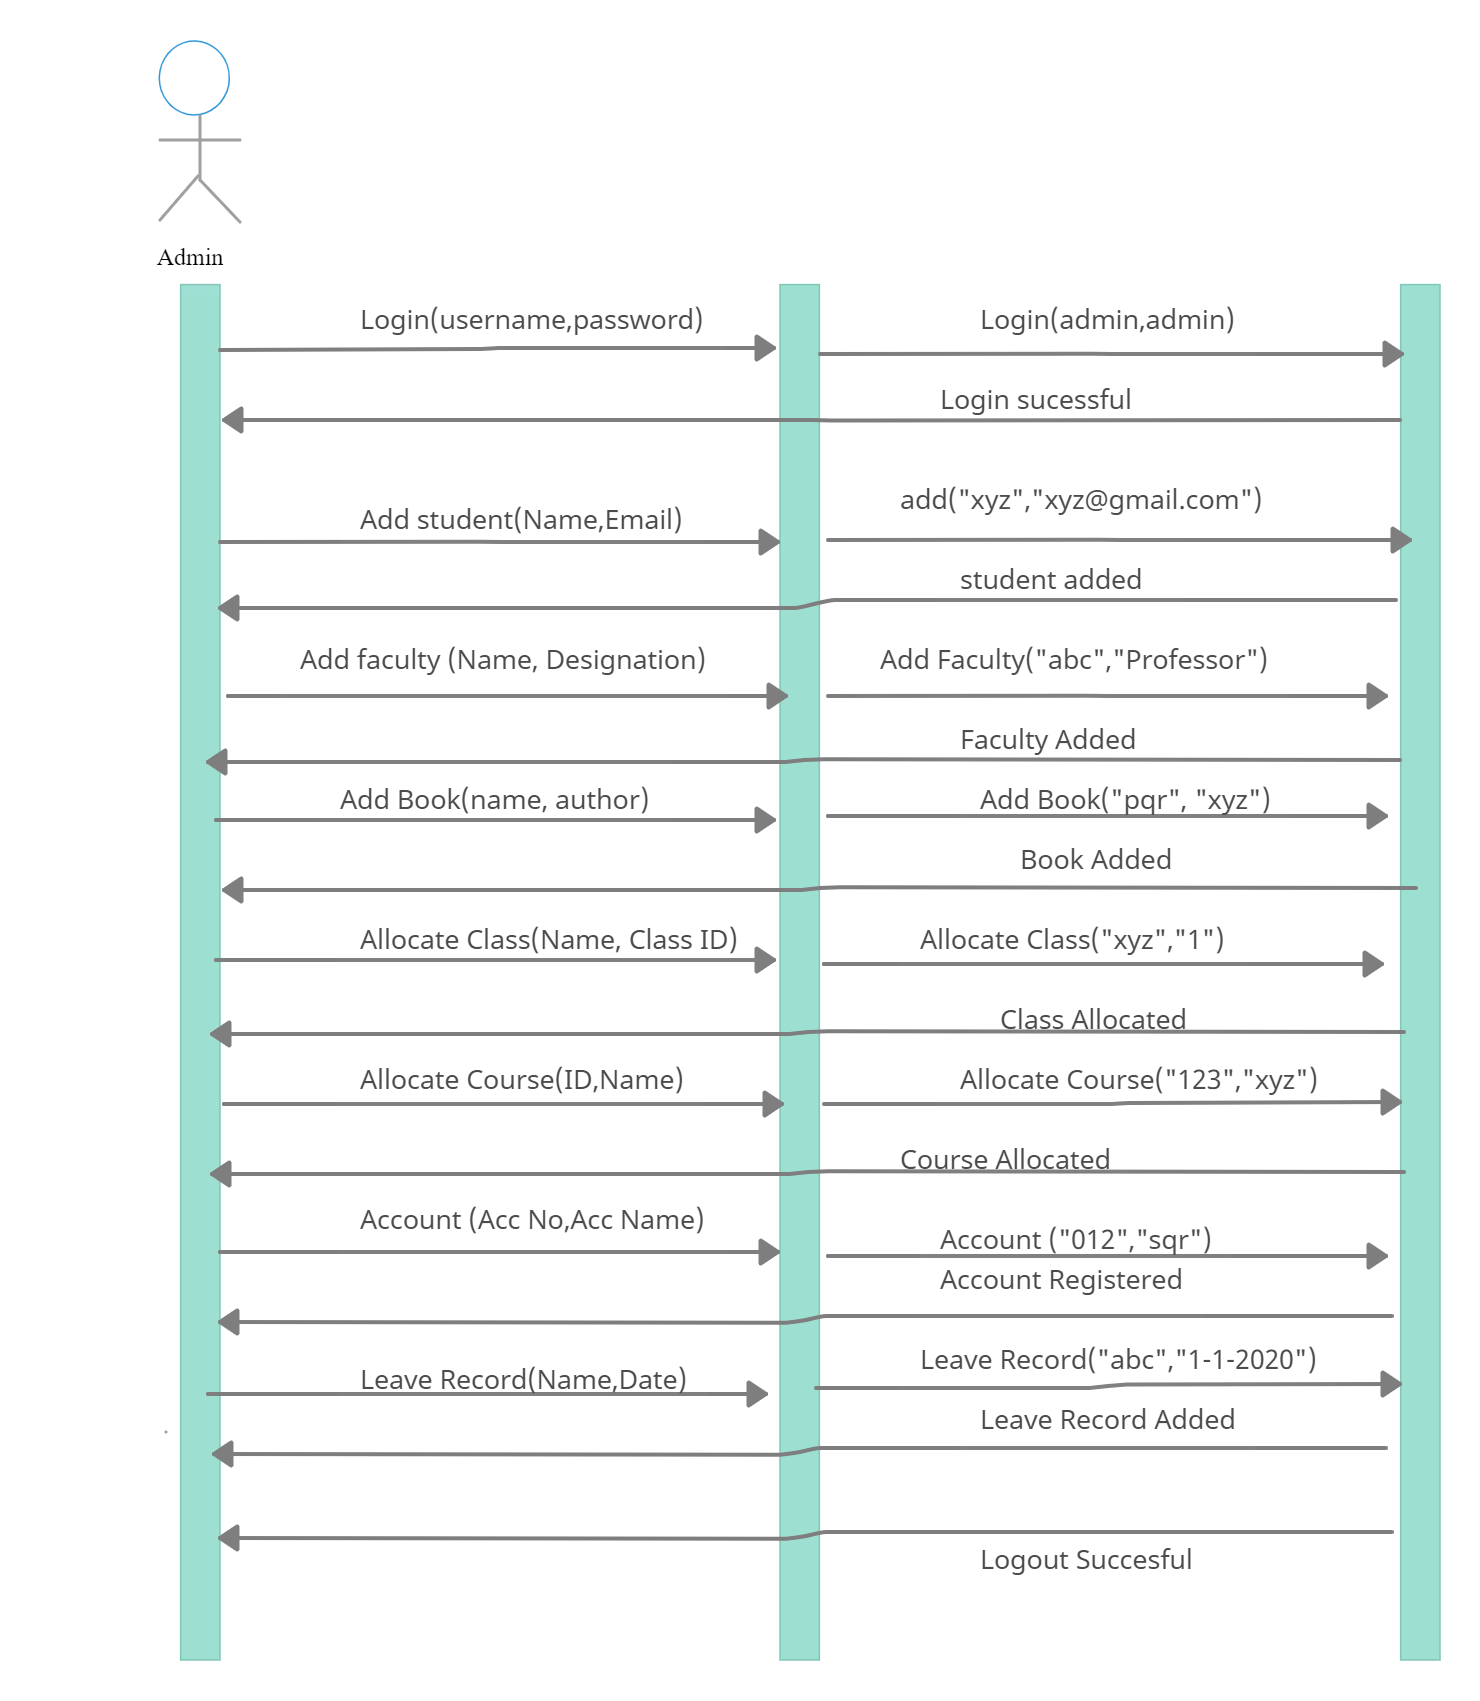 Admin
Login(username,password)
Login(admin,admin)
Login sucessful
add("xyz","xyz@gmail.com")
Add student(Name,Email)
student added
Add faculty (Name, Designation)
Add Faculty("abc","Professor")
Faculty Added
Add Book(name, author)
Add Book("pqr", "xyz")
Book Added
Allocate Class(Name, Class ID)
Allocate Class("xyz","1")
Class Allocated
Allocate Course(ID,Name)
Allocate Course("123","xyz")
Course Allocated
Account (Acc No,Acc Name)
Account ("012","sqr")
Account Registered
Leave Record("abc","1-1-2020")
Leave Record(Name,Date)
Leave Record Added
Logout Succesful